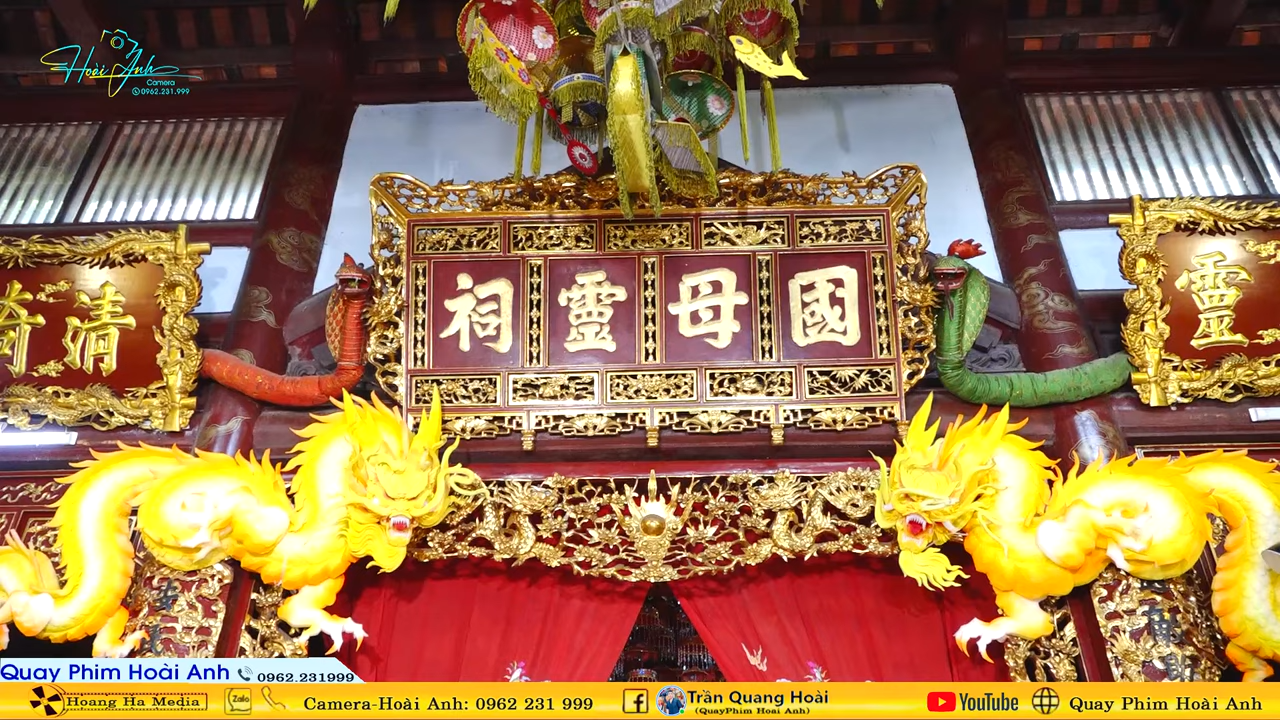 Hoài Anh
Camera
0962.231.999
國母靈祠
清
靈
Quay Phim Hoài Anh
0962.231999
Hoang Ha Media
Zalo
Camera-Hoài Anh: 0962 231 999
Trần Quang Hoài
(QuayPhim Hoai Anh)
YouTube
Quay Phim Hoài Anh